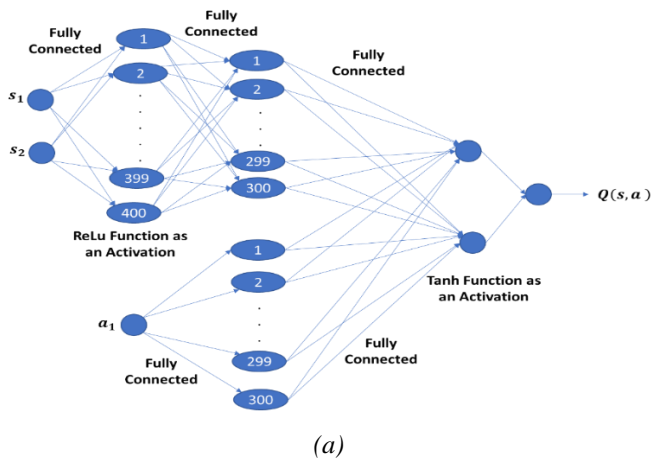 Fully
Connected
Fully
Connected
Fully
Connected
1
2
399
400
s₁
s₂
ReLu Function as
an Activation
1
2
299
300
1
2
299
300
a₁
Fully
Connected
Fully
Connected
Tanh Function as
an Activation
Q(s,a)
(a)